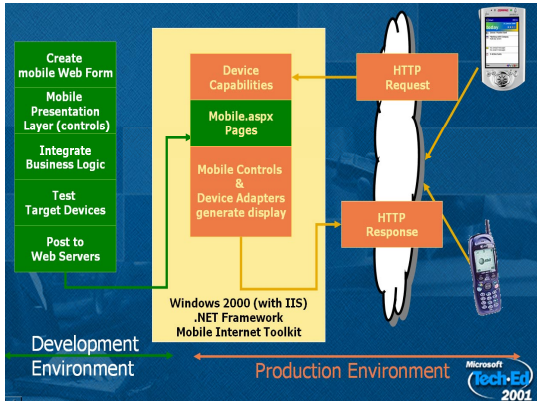 Create
mobile Web Form
Mobile
Presentation
Layer (controls)
Integrate
Business Logic
Test
Target Devices
Post to
Web Servers
Device
Capabilities
Mobile.aspx
Pages
Mobile Controls
&
Device Adapters
generate display
Windows 2000 (with IIS)
.NET Framework
Mobile Internet Toolkit
HTTP
Request
HTTP
Response
Development
Environment
Production Environment
Microsoft
Tech·Ed
2001